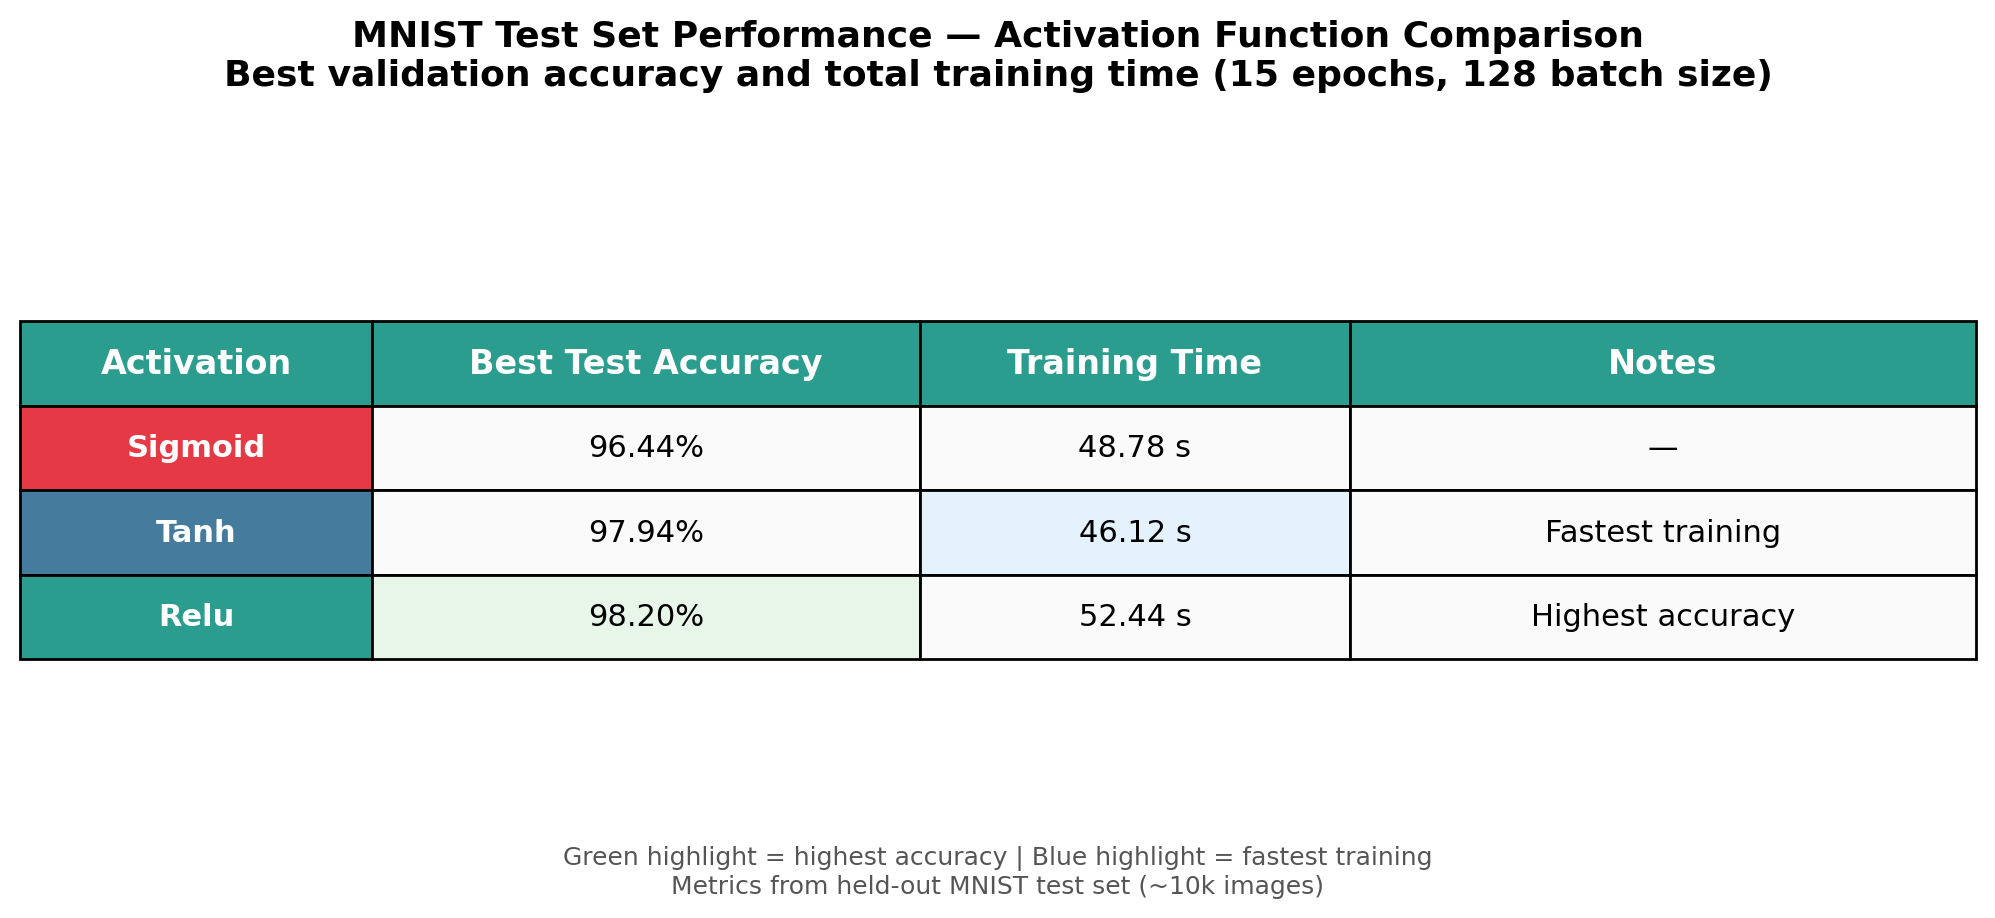 MNIST Test Set Performance — Activation Function Comparison
Best validation accuracy and total training time (15 epochs, 128 batch size)
Activation Best Test Accuracy Training Time Notes
Sigmoid 96.44% 48.78 s —
Tanh 97.94% 46.12 s Fastest training
Relu 98.20% 52.44 s Highest accuracy
Green highlight = highest accuracy | Blue highlight = fastest training
Metrics from held-out MNIST test set (~10k images)